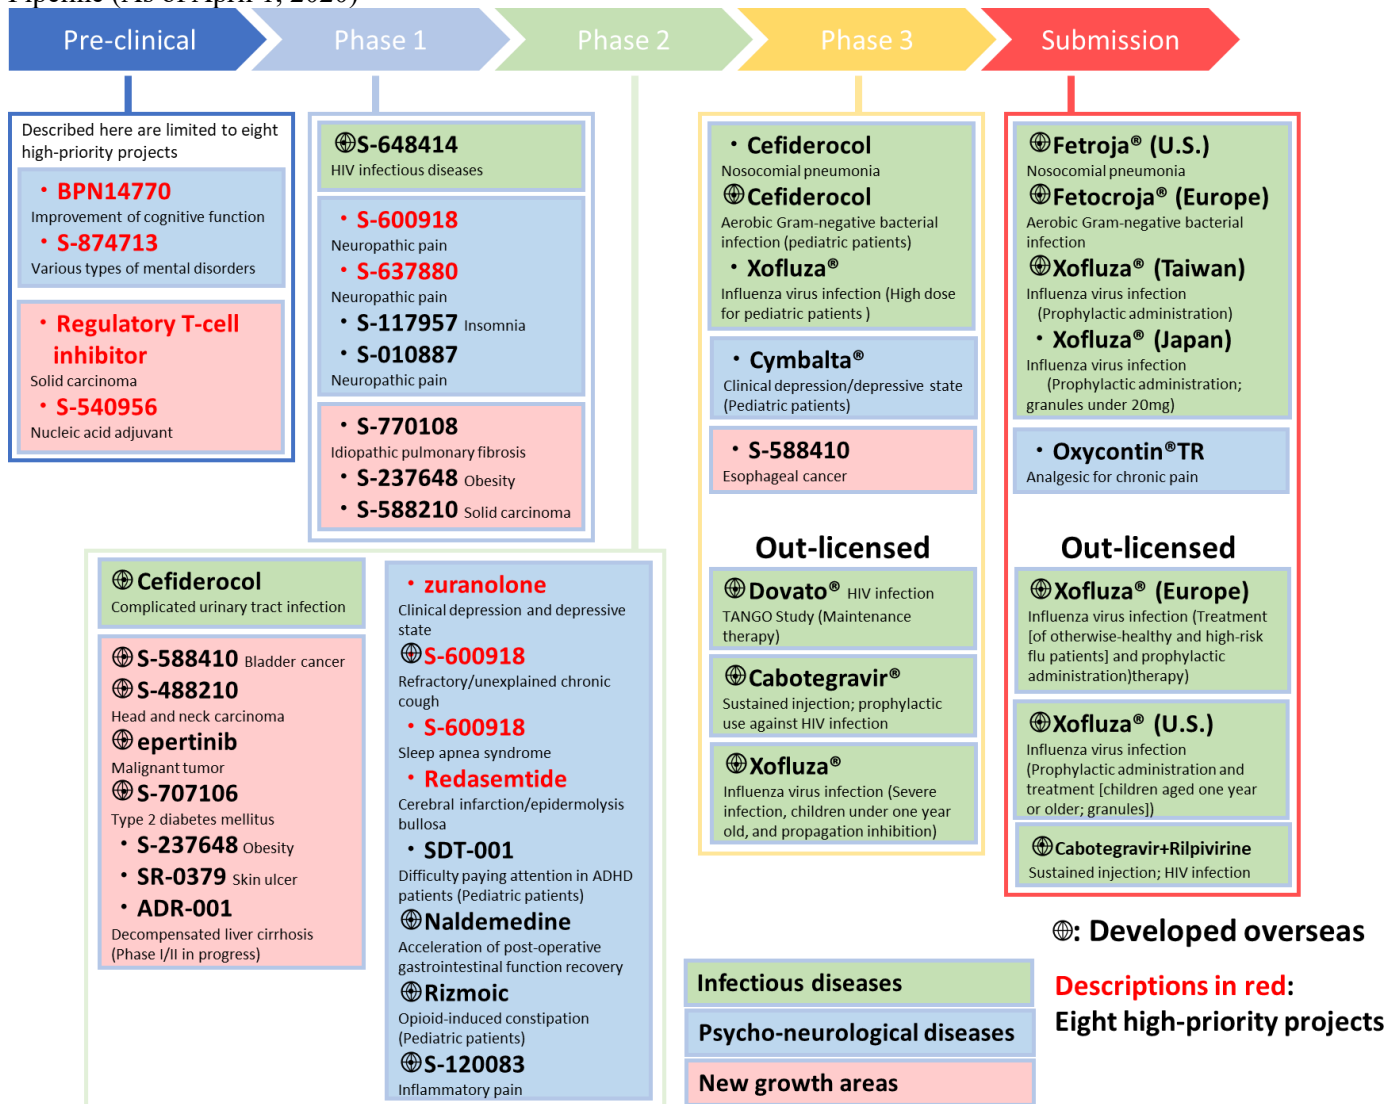 Pipeline (As of April 1, 2020)
Pre-clinical
Phase 1
Phase 2
Phase 3
Submission
Described here are limited to eight
high-priority projects
・BPN14770
Improvement of cognitive function
・S-874713
Various types of mental disorders
・Regulatory T-cell
inhibitor
Solid carcinoma
・S-540956
Nucleic acid adjuvant
S-648414
HIV infectious diseases
・S-600918
Neuropathic pain
・S-637880
Neuropathic pain
・S-117957 Insomnia
・S-010887
Neuropathic pain
・S-770108
Idiopathic pulmonary fibrosis
・S-237648 Obesity
・S-588210 Solid carcinoma
Cefiderocol
Complicated urinary tract infection
S-588410 Bladder cancer
S-488210
Head and neck carcinoma
epertinib
Malignant tumor
S-707106
Type 2 diabetes mellitus
・S-237648 Obesity
・SR-0379 Skin ulcer
・ADR-001
Decompensated liver cirrhosis
(Phase I/II in progress)
・zuranolone
Clinical depression and depressive
state
S-600918
Refractory/unexplained chronic
cough
・S-600918
Sleep apnea syndrome
・Redasemtide
Cerebral infarction/epidermolysis
bullosa
・SDT-001
Difficulty paying attention in ADHD
patients (Pediatric patients)
Naldemedine
Acceleration of post-operative
gastrointestinal function recovery
Rizmoic
Opioid-induced constipation
(Pediatric patients)
S-120083
Inflammatory pain
・Cefiderocol
Nosocomial pneumonia
Cefiderocol
Aerobic Gram-negative bacterial
infection (pediatric patients)
・Xofluza®
Influenza virus infection (High dose
for pediatric patients )
・Cymbalta®
Clinical depression/depressive state
(Pediatric patients)
・S-588410
Esophageal cancer
Out-licensed
Dovato® HIV infection
TANGO Study (Maintenance
therapy)
Cabotegravir®
Sustained injection; prophylactic
use against HIV infection
Xofluza®
Influenza virus infection (Severe
infection, children under one year
old, and propagation inhibition)
Fetroja® (U.S.)
Nosocomial pneumonia
Fetocroja® (Europe)
Aerobic Gram-negative bacterial
infection
Xofluza® (Taiwan)
Influenza virus infection
(Prophylactic administration)
・Xofluza® (Japan)
Influenza virus infection
(Prophylactic administration;
granules under 20mg)
・Oxycontin®TR
Analgesic for chronic pain
Out-licensed
Xofluza® (Europe)
Influenza virus infection (Treatment
[of otherwise-healthy and high-risk
flu patients] and prophylactic
administration)therapy)
Xofluza® (U.S.)
Influenza virus infection
(Prophylactic administration and
treatment [children aged one year
or older; granules])
Cabotegravir+Rilpivirine
Sustained injection; HIV infection
: Developed overseas
Infectious diseases
Psycho-neurological diseases
New growth areas
Descriptions in red:
Eight high-priority projects